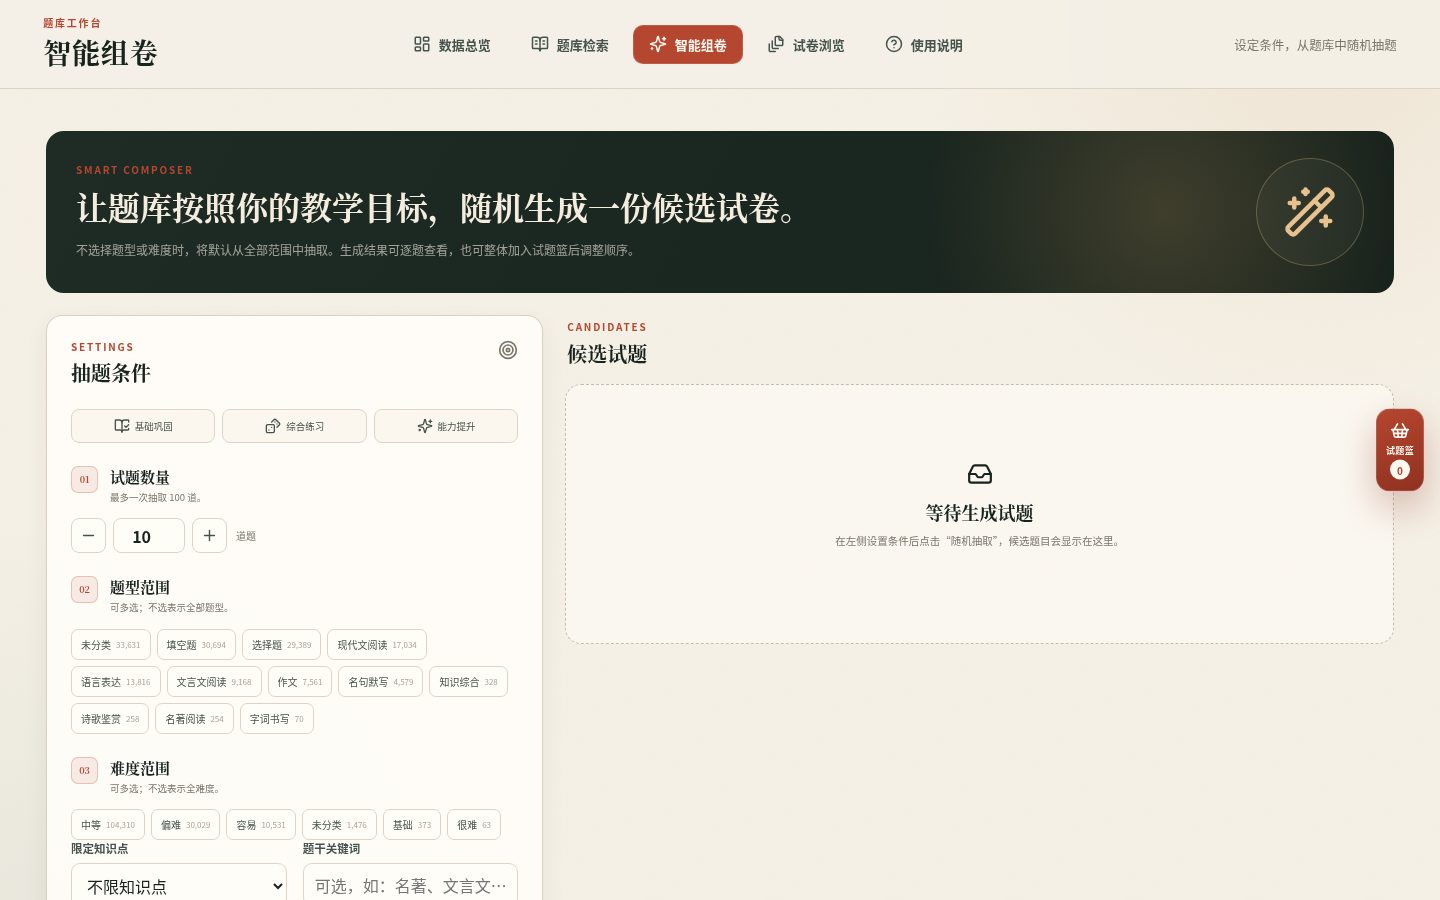 题库工作台
智能组卷
数据总览
题库检索
智能组卷
试卷浏览
使用说明
设定条件，从题库中随机抽题
SMART COMPOSER
让题库按照你的教学目标，随机生成一份候选试卷。
不选择题型或难度时，将默认从全部范围中抽取。生成结果可逐题查看，也可整体加入试题篮后调整顺序。
SETTINGS
抽题条件
基础巩固
综合练习
能力提升
01 试题数量
最多一次抽取 100 道。
10 道题
02 题型范围
可多选；不选表示全部题型。
未分类 33,631 填空题 30,694 选择题 29,389 现代文阅读 17,034
语言表达 13,816 文言文阅读 9,168 作文 7,561 名句默写 4,579 知识综合 328
诗歌鉴赏 258 名著阅读 254 字词书写 70
03 难度范围
可多选；不选表示全难度。
中等 104,310 偏难 30,029 容易 10,531 未分类 1,476 基础 373 很难 63
限定知识点
不限知识点
题干关键词
可选，如：名著、文言文…
CANDIDATES
候选试题
等待生成试题
在左侧设置条件后点击“随机抽取”，候选题目会显示在这里。
试题篮
0